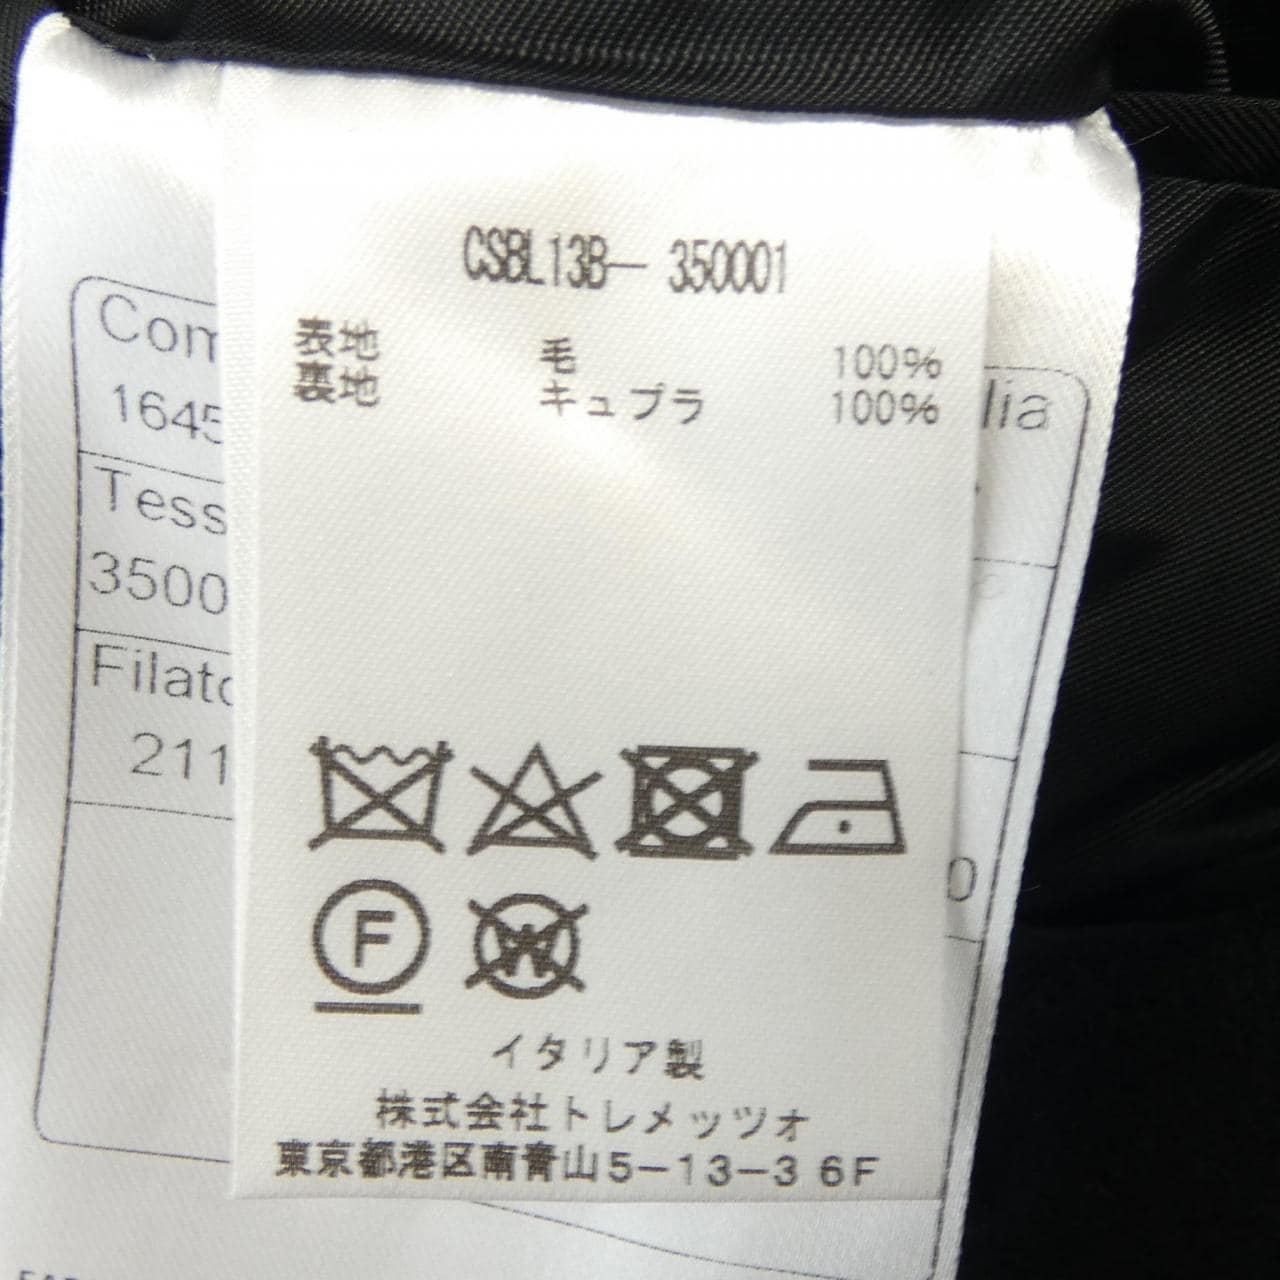 CSBL13B- 350001
表地 毛 100%
裏地 キュプラ 100%
F
W
イタリア製
株式会社トレメッツォ
東京都港区南青山5-13-3 6F
Com
lia
1645
Tess
3500
Filato
211
0